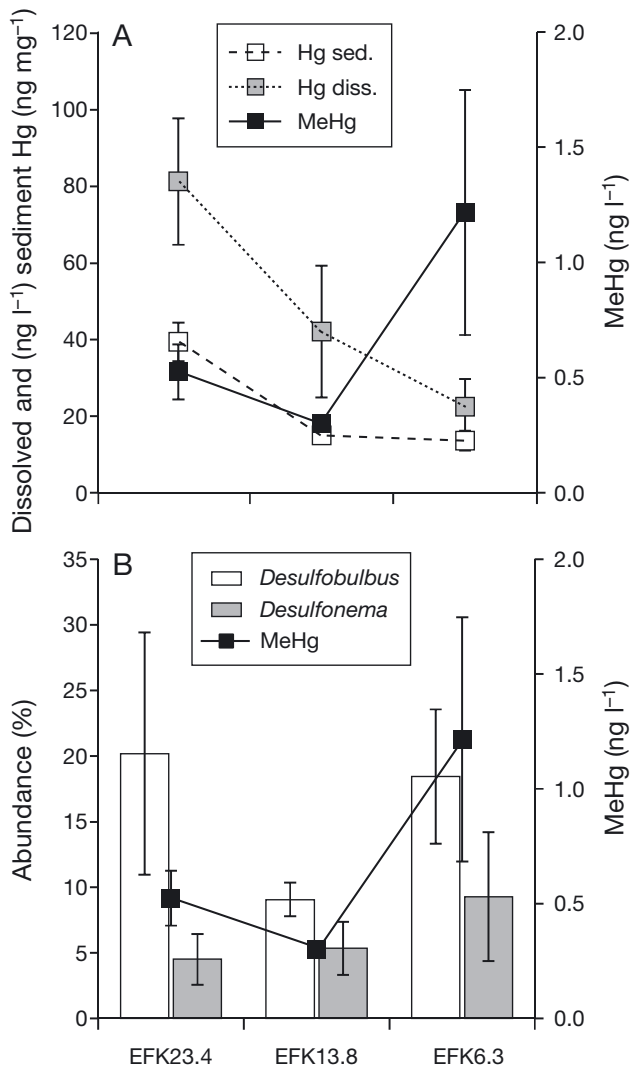 A
Hg sed.
Hg diss.
MeHg
Dissolved and (ng l⁻¹) sediment Hg (ng mg⁻¹)
120
100
80
60
40
20
0
2.0
1.5
1.0
0.5
0.0
MeHg (ng l⁻¹)
B
Desulfobulbus
Desulfonema
MeHg
Abundance (%)
35
30
25
20
15
10
5
0
2.0
1.5
1.0
0.5
0.0
MeHg (ng l⁻¹)
EFK23.4 EFK13.8 EFK6.3